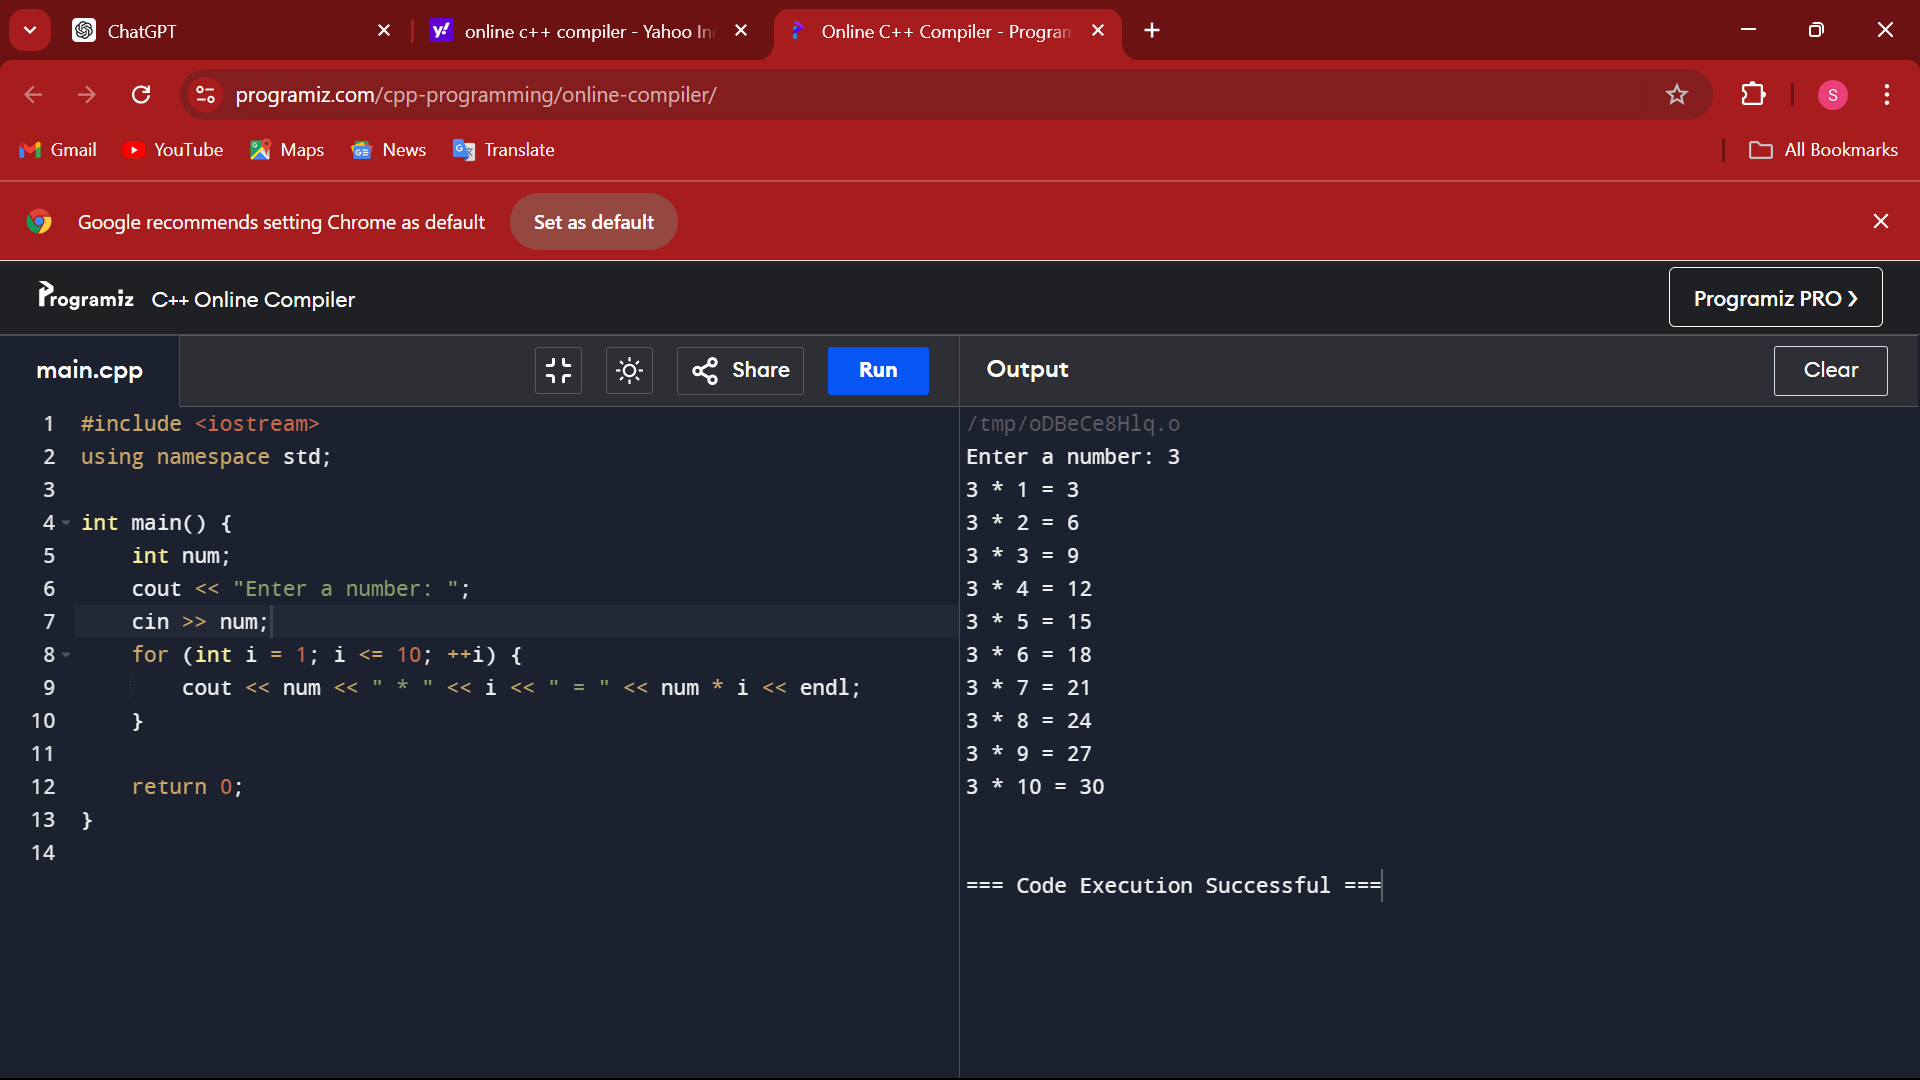 ChatGPT
online c++ compiler - Yahoo In
Online C++ Compiler - Program
programiz.com/cpp-programming/online-compiler/
S
Gmail
YouTube
Maps
News
Translate
All Bookmarks
Google recommends setting Chrome as default
Set as default
Programiz
C++ Online Compiler
Programiz PRO ❯
main.cpp
Share
Run
Output
Clear
1 #include <iostream>
2 using namespace std;
3
4 int main() {
5     int num;
6     cout << "Enter a number: ";
7     cin >> num;
8     for (int i = 1; i <= 10; ++i) {
9         cout << num << " * " << i << " = " << num * i << endl;
10     }
11
12     return 0;
13 }
14
/tmp/oDBeCe8Hlq.o
Enter a number: 3
3 * 1 = 3
3 * 2 = 6
3 * 3 = 9
3 * 4 = 12
3 * 5 = 15
3 * 6 = 18
3 * 7 = 21
3 * 8 = 24
3 * 9 = 27
3 * 10 = 30
=== Code Execution Successful ===